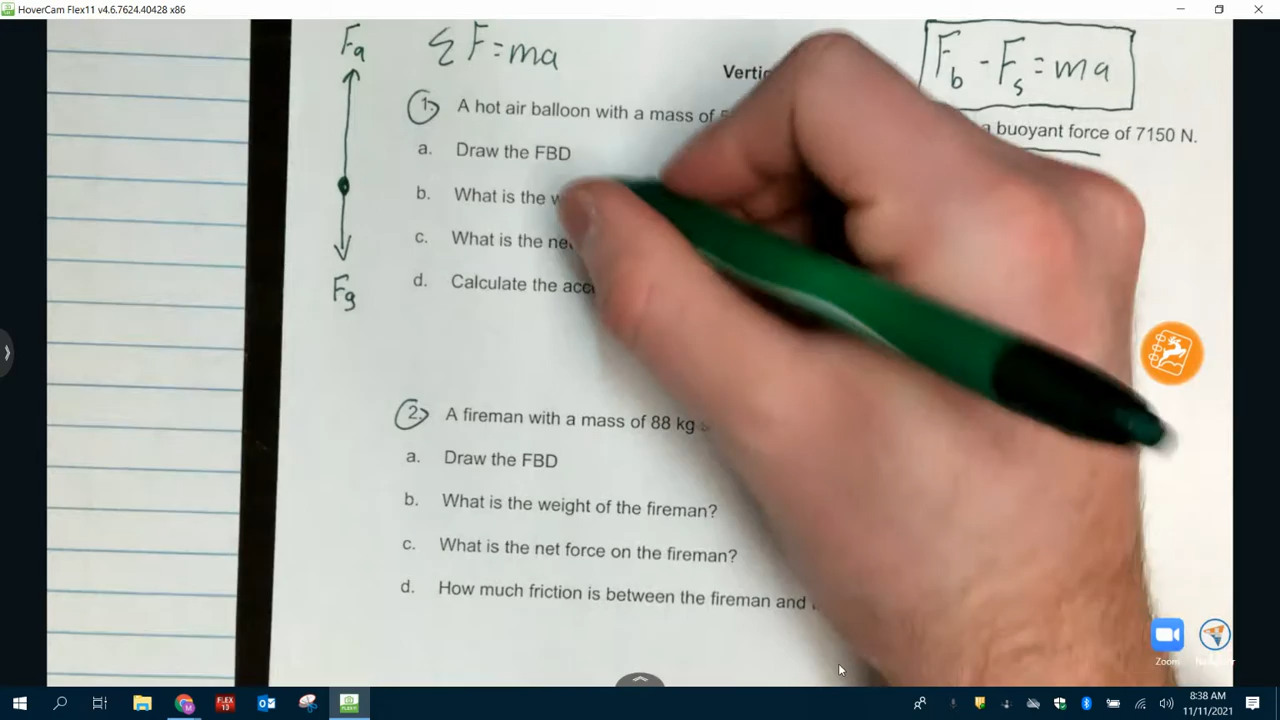 HoverCam Flex11 v4.6.7624.40428 x86
Fa
Σ F = ma
Fb - Fs = ma
1. A hot air balloon with a mass of
buoyant force of 7150 N.
a. Draw the FBD
b. What is the
c. What is the
d. Calculate the
Fg
2. A fireman with a mass of 88 kg
a. Draw the FBD
b. What is the weight of the fireman?
c. What is the net force on the fireman?
d. How much friction is between the fireman and
Zoom
8:38 AM
11/11/2021